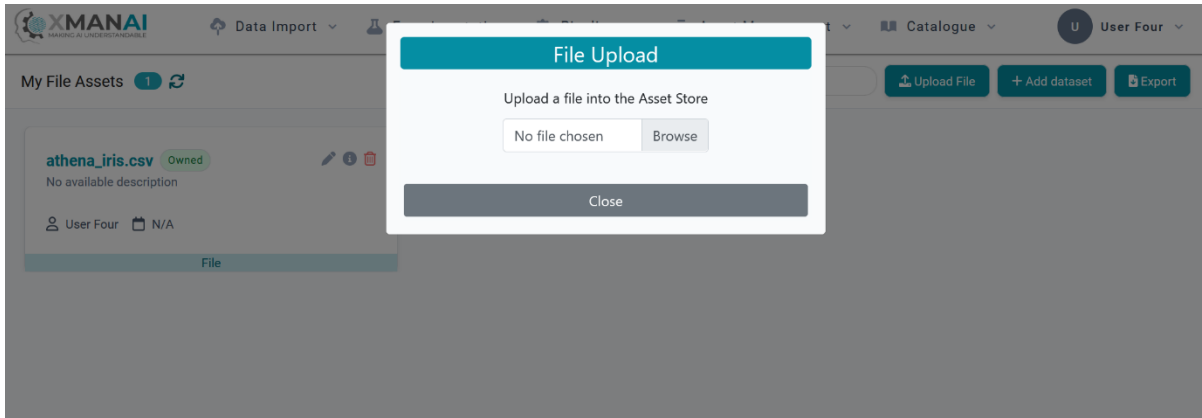 XMANAI
MAKING AI UNDERSTANDABLE
Data Import
Catalogue
U
User Four
My File Assets 1
Upload File
+ Add dataset
Export
File Upload
Upload a file into the Asset Store
No file chosen
Browse
Close
athena_iris.csv Owned
No available description
User Four N/A
File